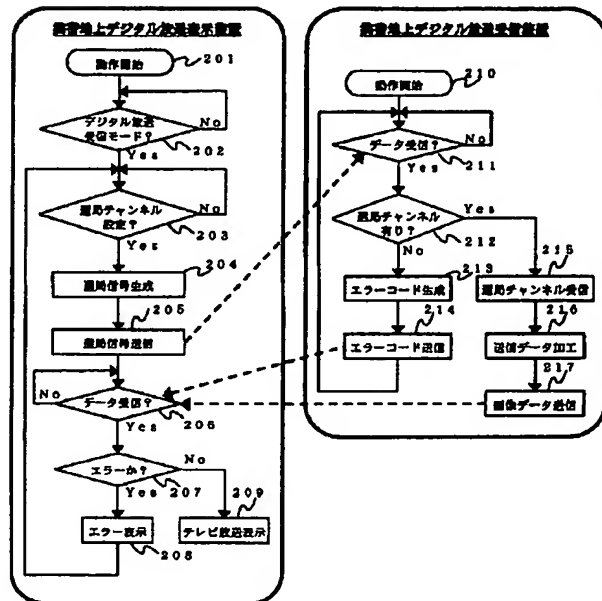 携帯地上デジタル放送表示装置
動作開始
201
デジタル放送
受信モード?
No
Yes
202
選局チャンネル
設定?
No
Yes
203
選局信号生成
204
選局信号送信
205
データ受信?
No
Yes
206
エラーか?
No
Yes
207
エラー表示
208
テレビ放送表示
209
携帯地上デジタル放送受信装置
動作開始
210
データ受信?
No
Yes
211
選局チャンネル
有り?
Yes
No
212
エラーコード生成
213
エラーコード送信
214
選局チャンネル受信
215
送信データ加工
216
画像データ送信
217